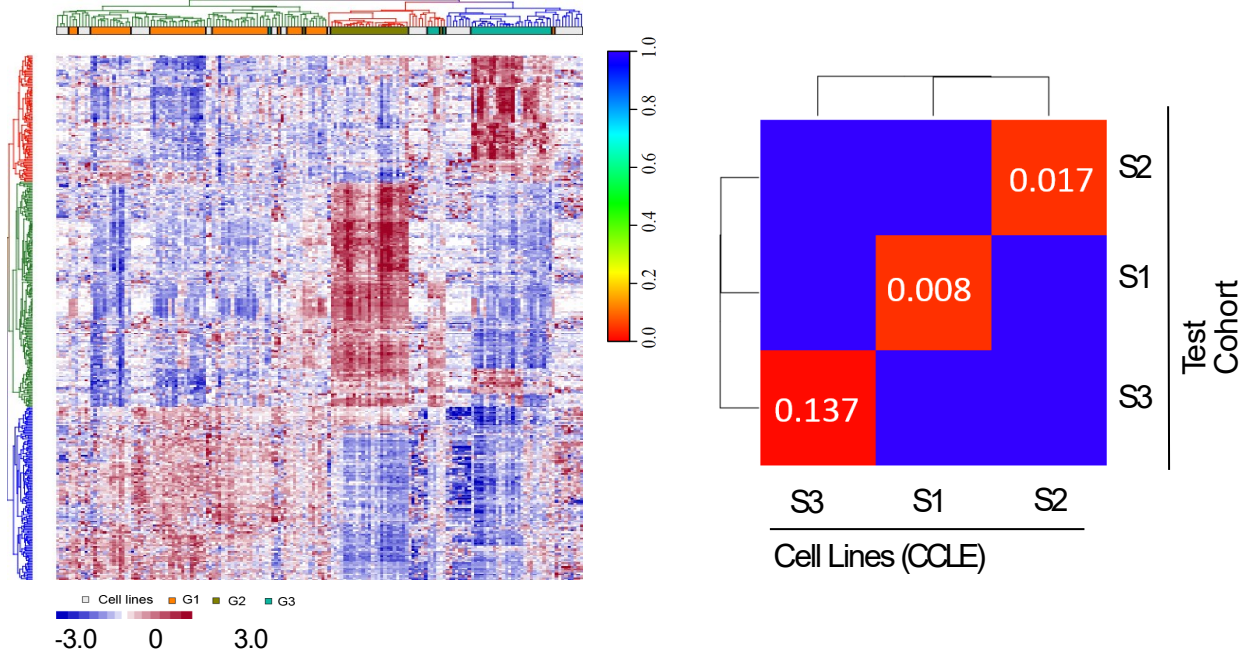 Cell lines G1 G2 G3
-3.0 0 3.0
1.0
0.8
0.6
0.4
0.2
0.0
0.017
0.008
0.137
S2
S1
S3
Test
Cohort
S3 S1 S2
Cell Lines (CCLE)